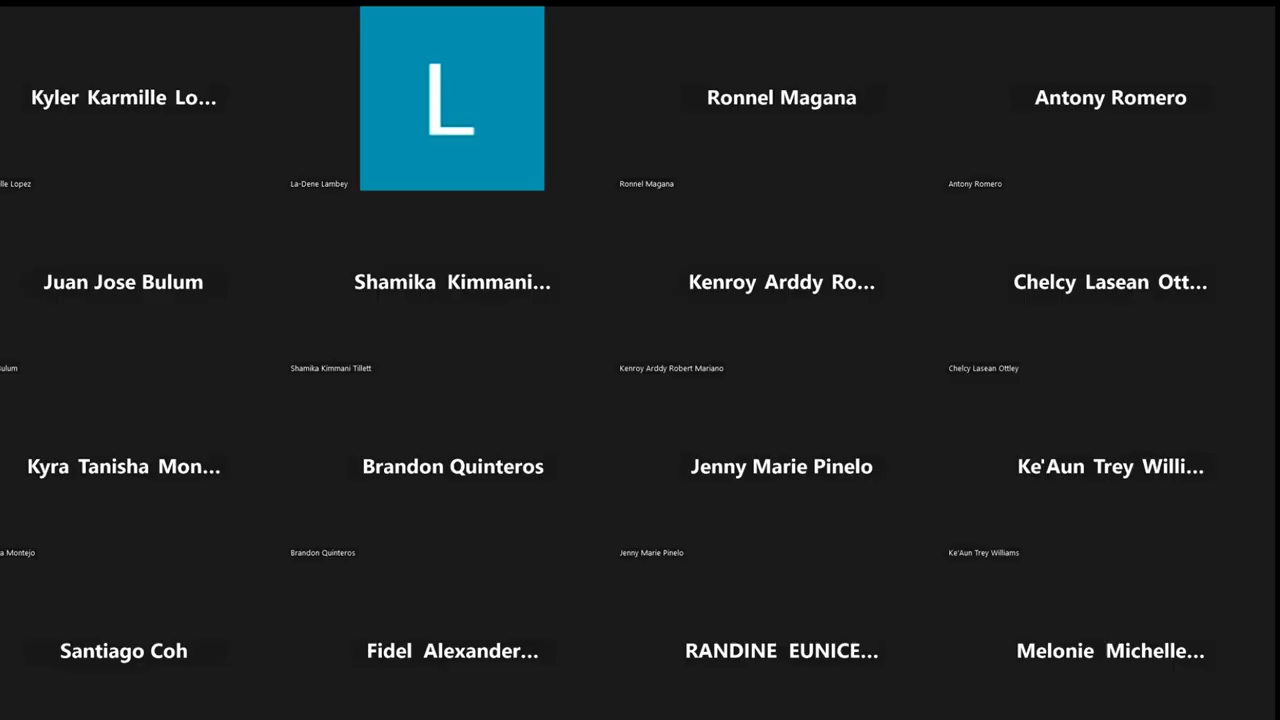 Kyler Karmille Lo...
L
Ronnel Magana
Antony Romero
lle Lopez
La-Dene Lambey
Ronnel Magana
Antony Romero
Juan Jose Bulum
Shamika Kimmani...
Kenroy Arddy Ro...
Chelcy Lasean Ott...
Bulum
Shamika Kimmani Tillett
Kenroy Arddy Robert Mariano
Chelcy Lasean Ottley
Kyra Tanisha Mon...
Brandon Quinteros
Jenny Marie Pinelo
Ke'Aun Trey Willi...
a Montejo
Brandon Quinteros
Jenny Marie Pinelo
Ke'Aun Trey Williams
Santiago Coh
Fidel Alexander...
RANDINE EUNICE...
Melonie Michelle...